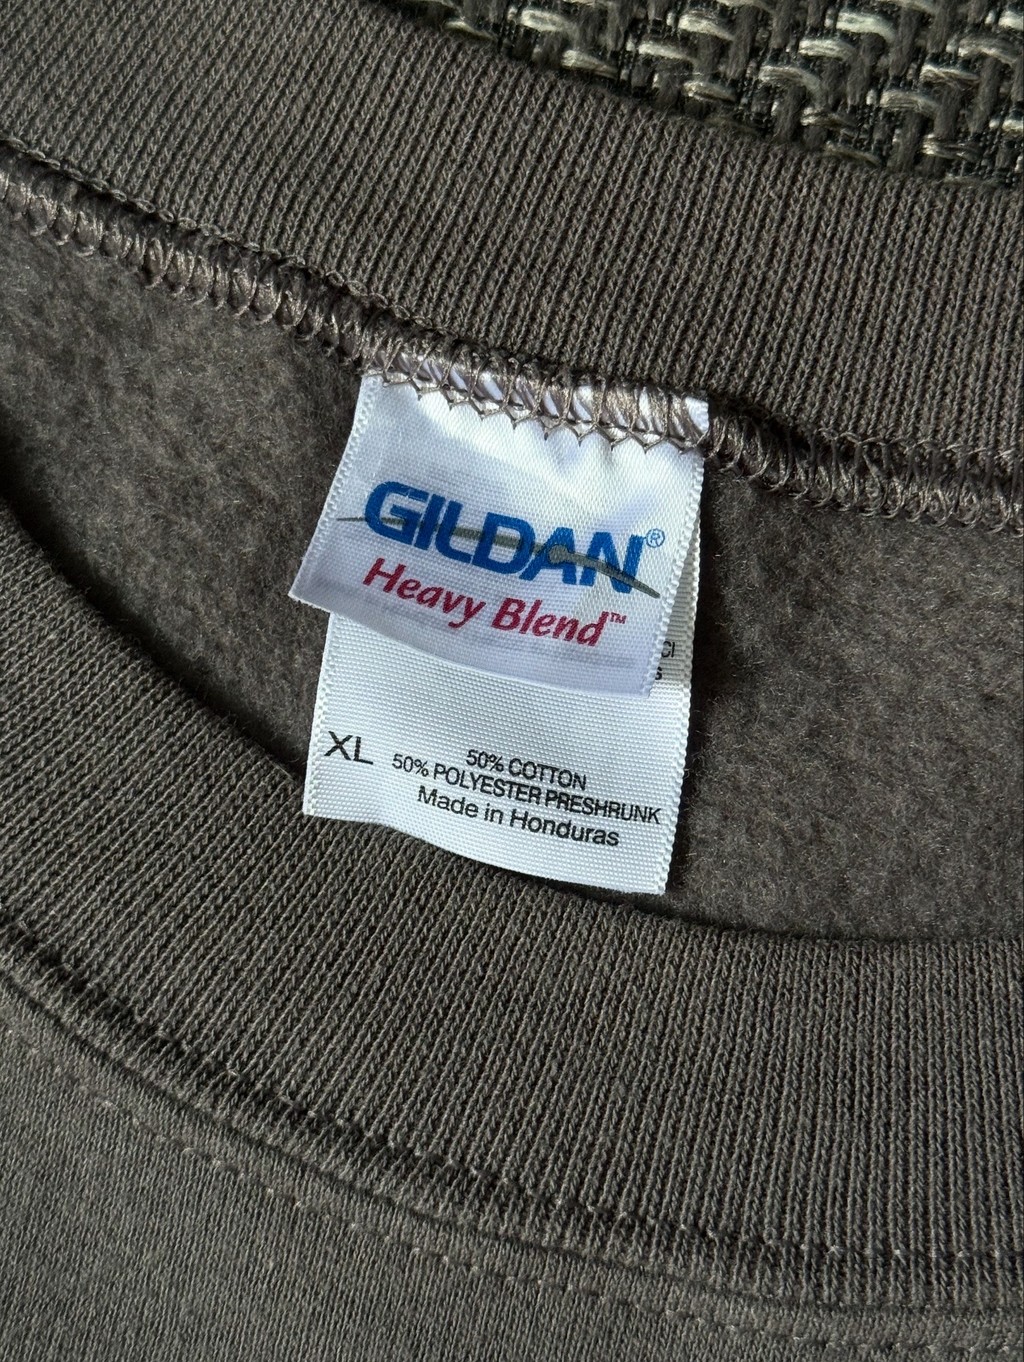 GILDAN®
Heavy Blend™
XL
50% COTTON
50% POLYESTER PRESHRUNK
Made in Honduras